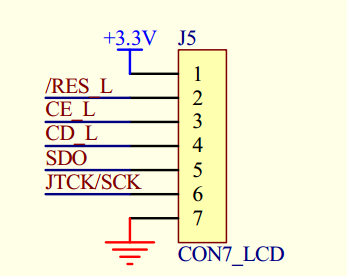 +3.3V J5
1
/RES_L 2
CE_L 3
CD_L 4
SDO 5
JTCK/SCK 6
7
CON7_LCD